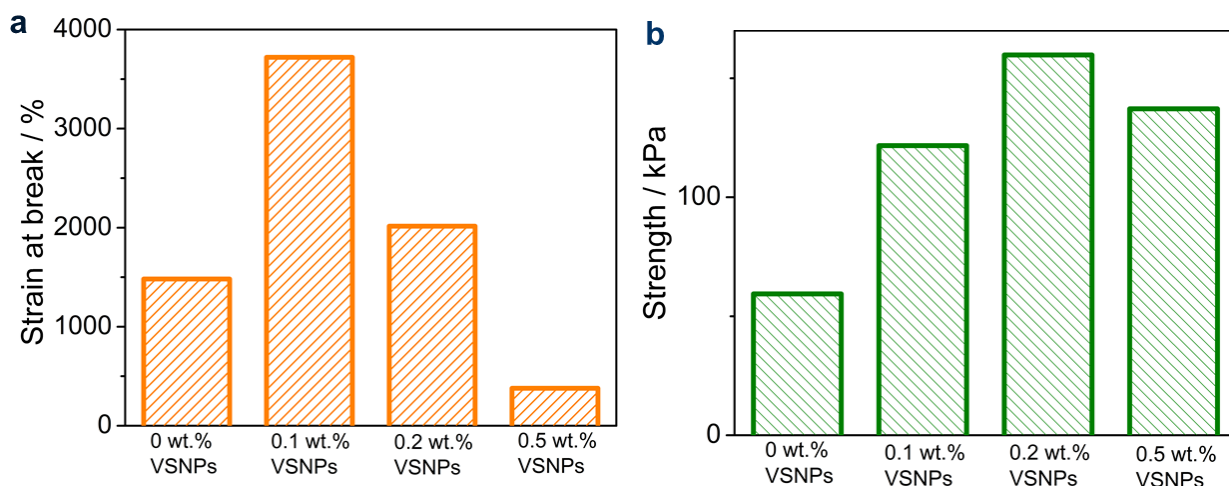 a
Strain at break / %
4000
3000
2000
1000
0
0 wt.%
VSNPs
0.1 wt.%
VSNPs
0.2 wt.%
VSNPs
0.5 wt.%
VSNPs
b
Strength / kPa
100
0
0 wt.%
VSNPs
0.1 wt.%
VSNPs
0.2 wt.%
VSNPs
0.5 wt.%
VSNPs